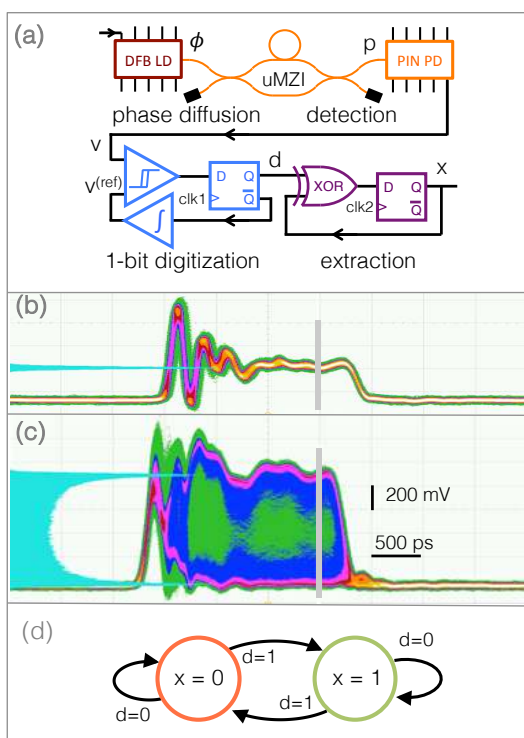 (a)
DFB LD
ϕ
uMZI
p
PIN PD
phase diffusion
detection
v
v(ref)
∫
D Q
Q
clk1
d
XOR
clk2
D Q
Q
x
1-bit digitization
extraction
(b)
(c)
200 mV
500 ps
(d)
d=1
d=0
x = 0
x = 1
d=0
d=1